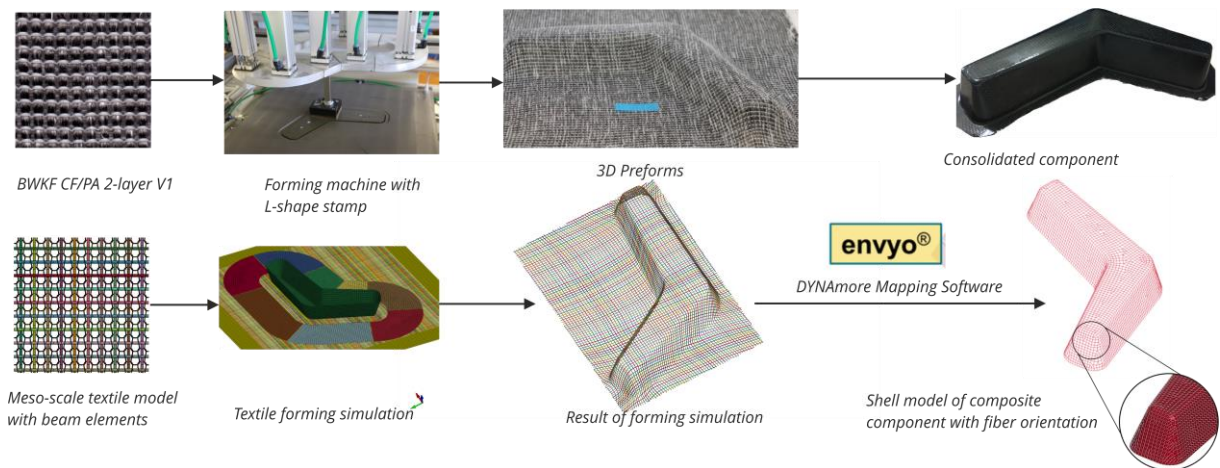 BWKF CF/PA 2-layer V1
Forming machine with
L-shape stamp
3D Preforms
Consolidated component
envyo®
DYNAmore Mapping Software
Meso-scale textile model
with beam elements
Textile forming simulation
Result of forming simulation
Shell model of composite
component with fiber orientation